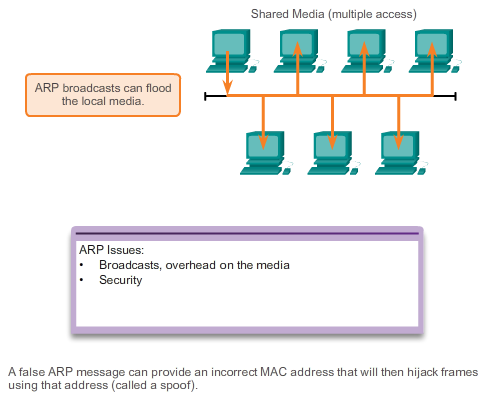 Shared Media (multiple access)
ARP broadcasts can flood
the local media.
ARP Issues:
• Broadcasts, overhead on the media
• Security
A false ARP message can provide an incorrect MAC address that will then hijack frames
using that address (called a spoof).